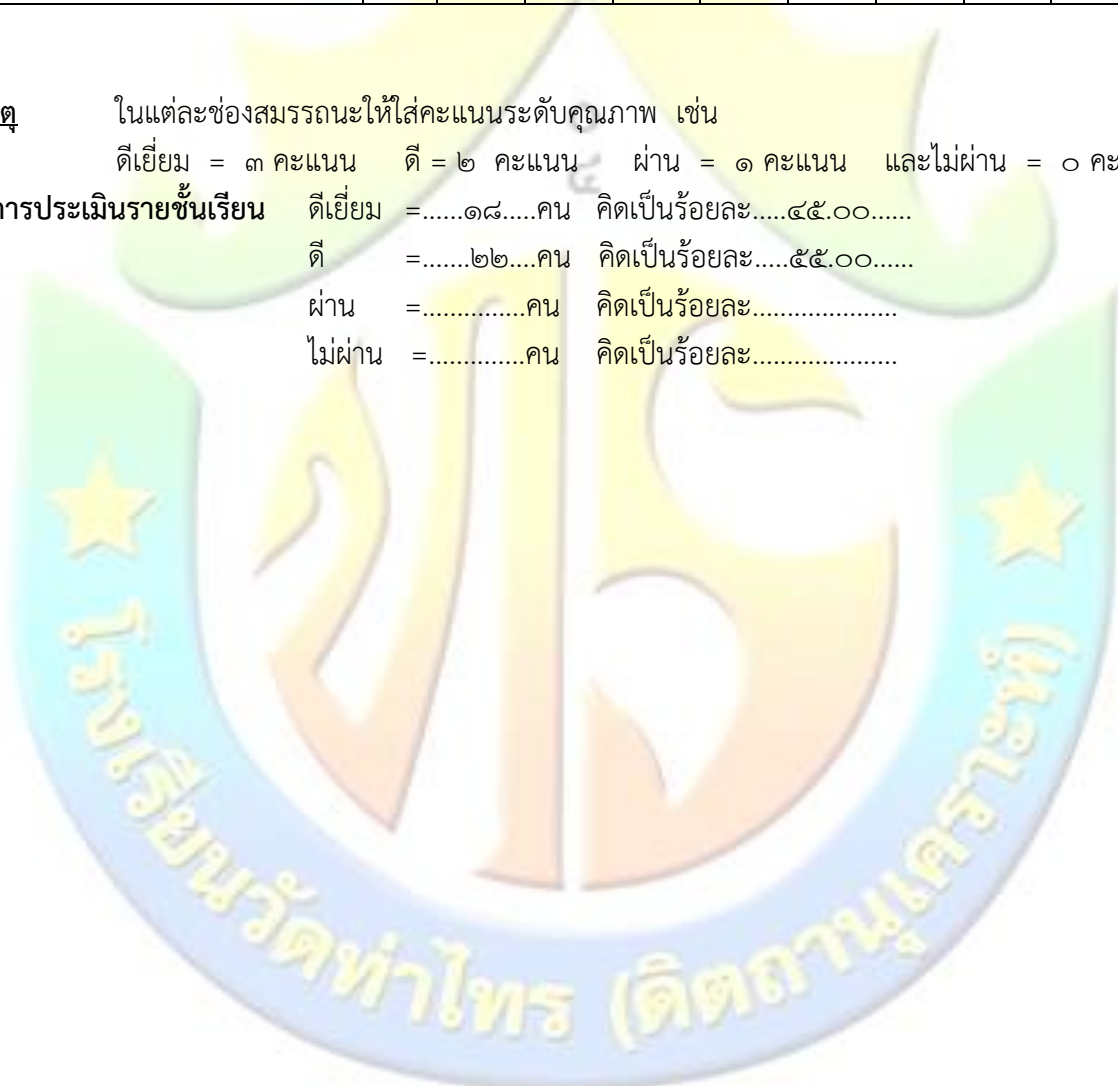 ตุ ในแต่ละช่องสมรรถนะให้ใส่คะแนนระดับคุณภาพ เช่น
ดีเยี่ยม = ๓ คะแนน ดี = ๒ คะแนน ผ่าน = ๑ คะแนน และไม่ผ่าน = ๐ คะ
การประเมินรายชั้นเรียน ดีเยี่ยม =......๑๘.....คน คิดเป็นร้อยละ.....๔๕.๐๐......
ดี =.......๒๒....คน คิดเป็นร้อยละ.....๕๕.๐๐......
ผ่าน =..............คน คิดเป็นร้อยละ.....................
ไม่ผ่าน =..............คน คิดเป็นร้อยละ.....................
โรงเรียนวัดท่าไทร (ดิตถานุเคราะห์)